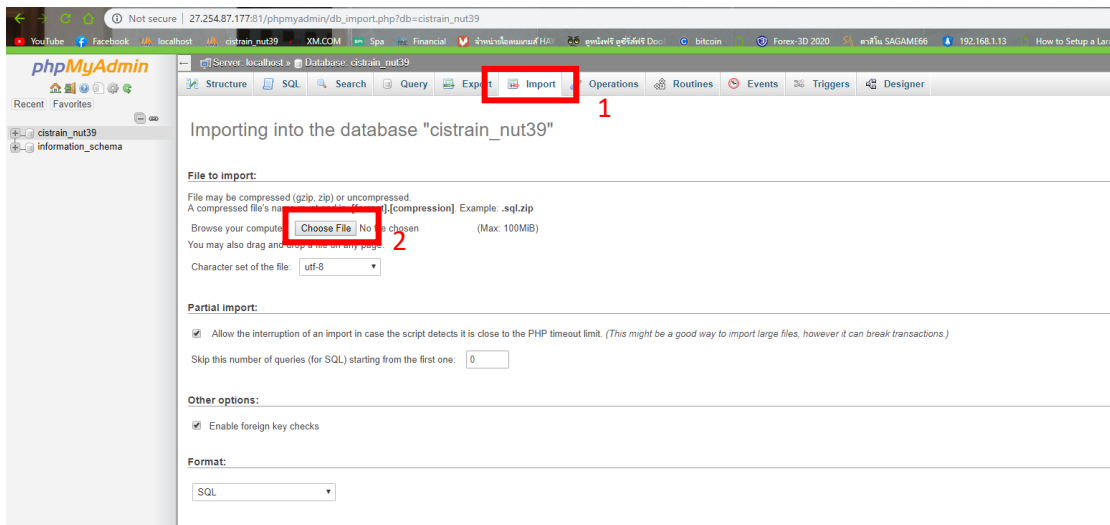 Not secure | 27.254.87.177:81/phpmyadmin/db_import.php?db=cistrain_nut39
YouTube Facebook localhost cistrain_nut39 XM.COM Spa Financial bitcoin Forex-3D 2020 คาสิโน SAGAME66 192.168.1.13 How to Setup a Lar
phpMyAdmin
Server: localhost » Database: cistrain_nut39
Structure SQL Search Query Export Import Operations Routines Events Triggers Designer
1
Recent Favorites
cistrain_nut39
information_schema
Importing into the database "cistrain_nut39"
File to import:
File may be compressed (gzip, zip) or uncompressed.
A compressed file's name must end in .[format].[compression]. Example: .sql.zip
Browse your computer: Choose File No file chosen (Max: 100MiB)
2
You may also drag and drop a file on any page.
Character set of the file: utf-8
Partial import:
Allow the interruption of an import in case the script detects it is close to the PHP timeout limit. (This might be a good way to import large files, however it can break transactions.)
Skip this number of queries (for SQL) starting from the first one: 0
Other options:
Enable foreign key checks
Format:
SQL